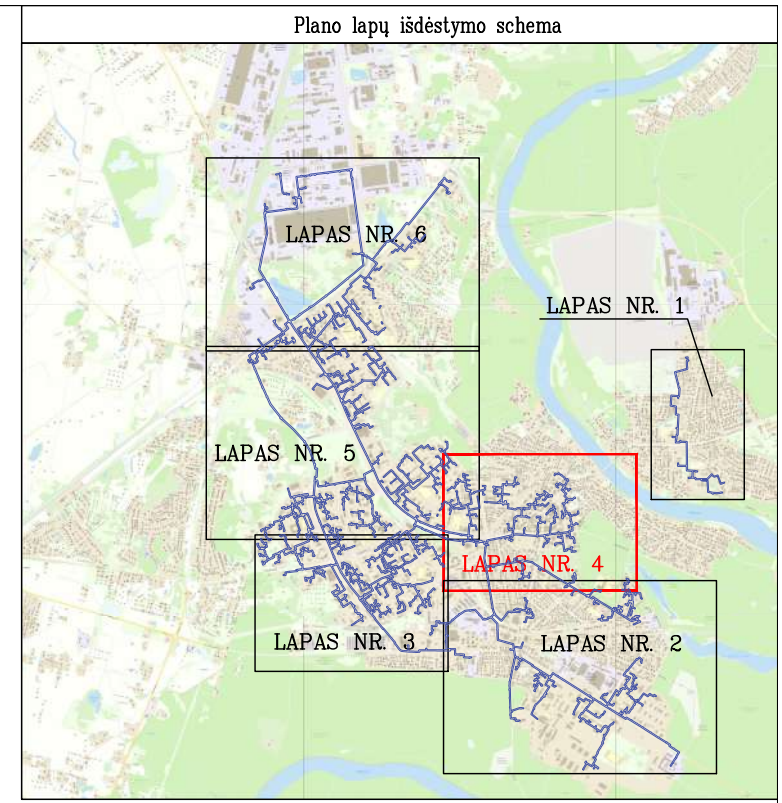 Plano lapų išdėstymo schema
LAPAS NR. 6
LAPAS NR. 1
LAPAS NR. 5
LAPAS NR. 4
LAPAS NR. 3
LAPAS NR. 2